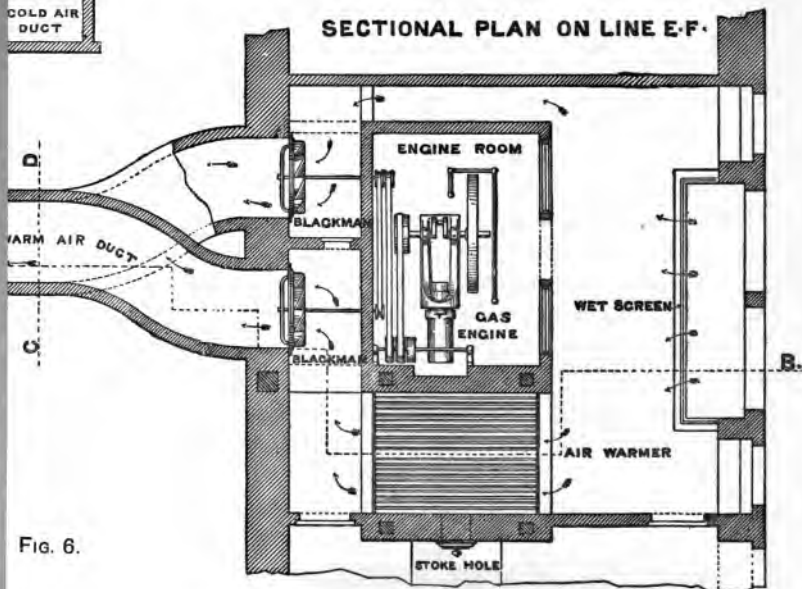 COLD AIR
DUCT
SECTIONAL PLAN ON LINE E.F.
D
ENGINE ROOM
BLACKMAN
WARM AIR DUCT
WET SCREEN
GAS
ENGINE
C
BLACKMAN
B.
AIR WARMER
FIG. 6.
STOKE HOLE